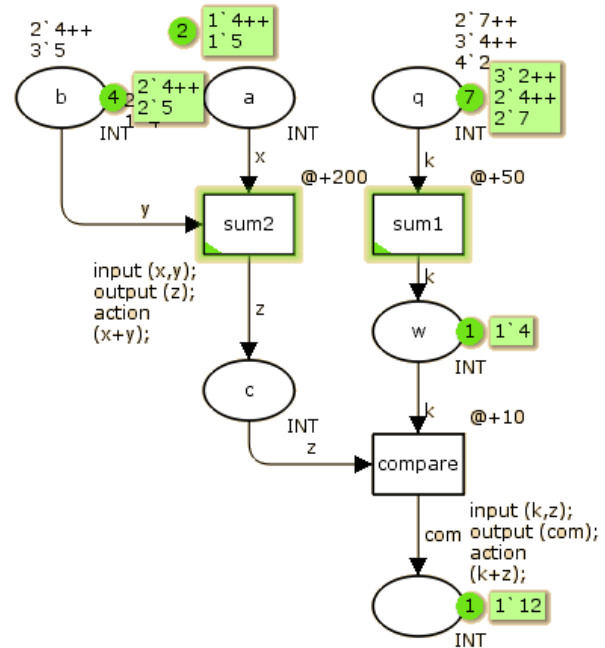 2`4++
3`5
2
1`4++
1`5
2`7++
3`4++
4`2
b
4
2`4++
2`5
a
q
7
3`2++
2`4++
2`7
INT
INT
INT
x
k
@+200
@+50
y
sum2
sum1
input (x,y);
output (z);
action
(x+y);
k
z
w
1
1`4
INT
c
k
@+10
INT
z
compare
com
input (k,z);
output (com);
action
(k+z);
1
1`12
INT